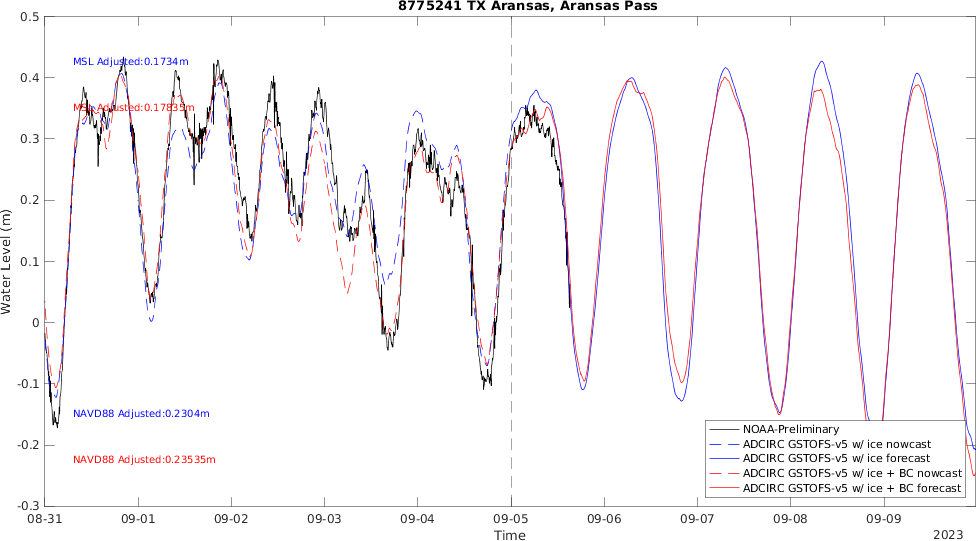 8775241 TX Aransas, Aransas Pass
0.5
0.4
0.3
0.2
0.1
0
-0.1
-0.2
-0.3
Water Level (m)
MSL Adjusted:0.1734m
MSL Adjusted:0.17835m
NAVD88 Adjusted:0.2304m
NAVD88 Adjusted:0.23535m
NOAA-Preliminary
ADCIRC GSTOFS-v5 w/ ice nowcast
ADCIRC GSTOFS-v5 w/ ice forecast
ADCIRC GSTOFS-v5 w/ ice + BC nowcast
ADCIRC GSTOFS-v5 w/ ice + BC forecast
08-31 09-01 09-02 09-03 09-04 09-05 09-06 09-07 09-08 09-09
Time
2023